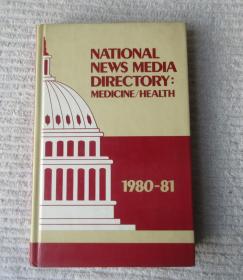 NATIONAL
NEWS MEDIA
DIRECTORY:
MEDICINE/HEALTH
1980-81